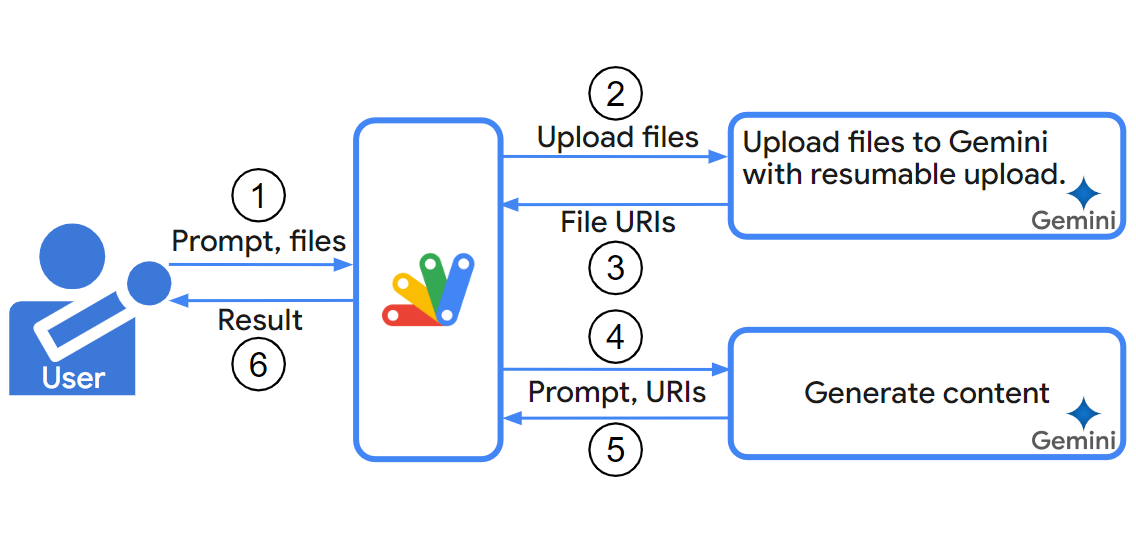 1
Prompt, files
User
Result
6
2
Upload files
File URIs
3
4
Prompt, URIs
5
Upload files to Gemini
with resumable upload.
Gemini
Generate content
Gemini